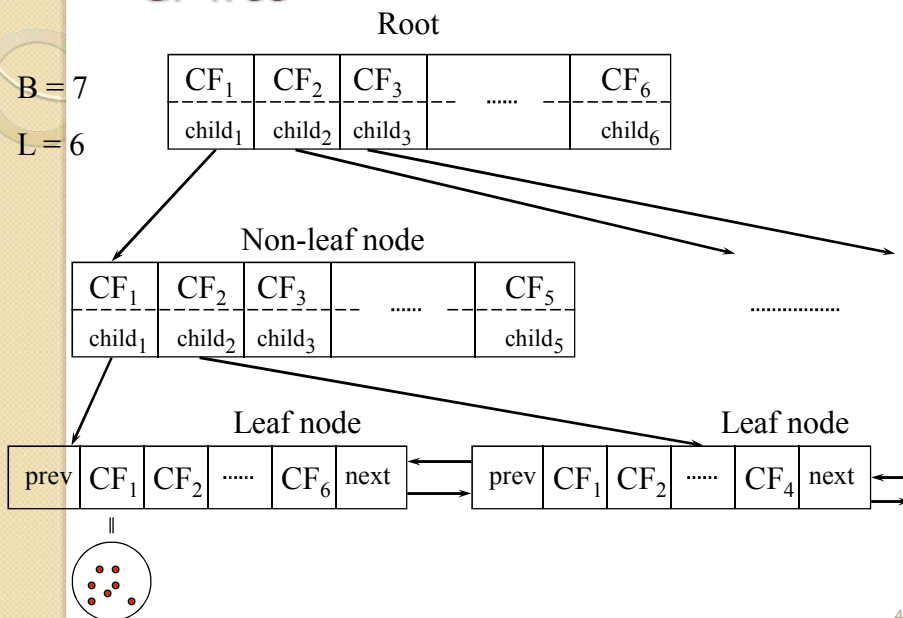 Root
B = 7
CF₁ CF₂ CF₃ ...... CF₆
L = 6
child₁ child₂ child₃ child₆
Non-leaf node
CF₁ CF₂ CF₃ ...... CF₅
child₁ child₂ child₃ child₅
..................
Leaf node Leaf node
prev CF₁ CF₂ ...... CF₆ next prev CF₁ CF₂ ...... CF₄ next
=
4